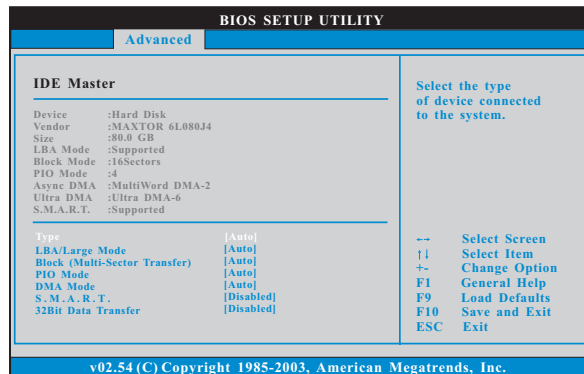 BIOS SETUP UTILITY
Advanced
IDE Master
Device :Hard Disk
Vendor :MAXTOR 6L080J4
Size :80.0 GB
LBA Mode :Supported
Block Mode :16Sectors
PIO Mode :4
Async DMA :MultiWord DMA-2
Ultra DMA :Ultra DMA-6
S.M.A.R.T. :Supported
Type [Auto]
LBA/Large Mode [Auto]
Block (Multi-Sector Transfer) [Auto]
PIO Mode [Auto]
DMA Mode [Auto]
S.M.A.R.T. [Disabled]
32Bit Data Transfer [Disabled]
Select the type
of device connected
to the system.
←→ Select Screen
↑↓ Select Item
+- Change Option
F1 General Help
F9 Load Defaults
F10 Save and Exit
ESC Exit
v02.54 (C) Copyright 1985-2003, American Megatrends, Inc.